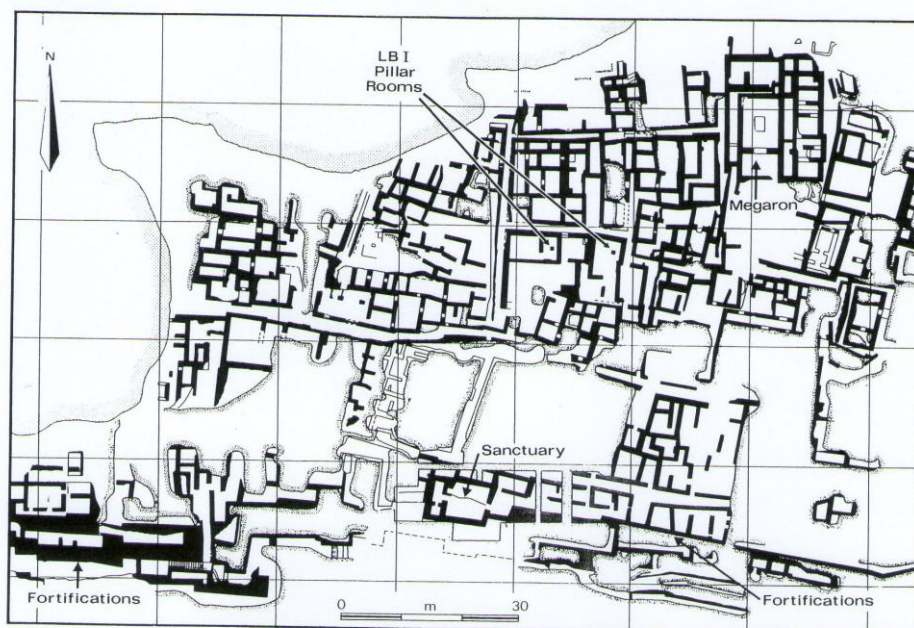 N
LB I
Pillar
Rooms
Megaron
Sanctuary
Fortifications
0 m 30
Fortifications